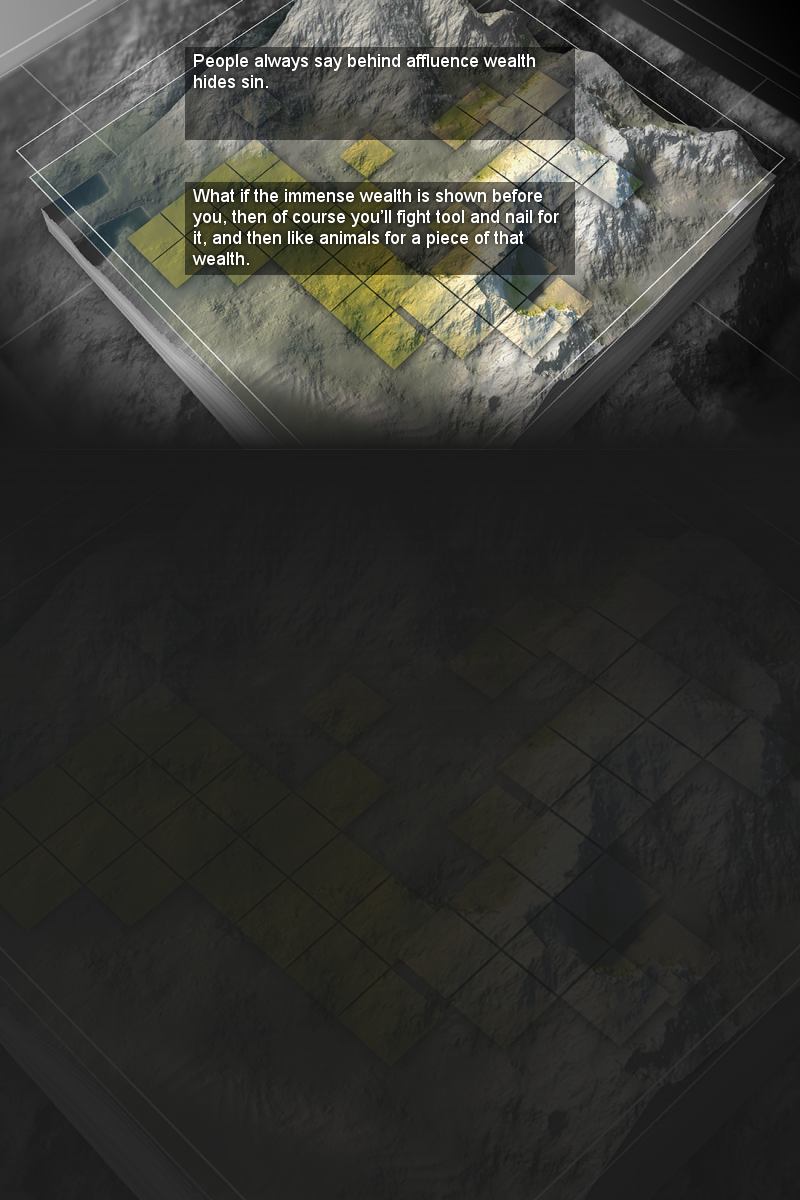 People always say behind affluence wealth
hides sin.
What if the immense wealth is shown before
you, then of course you'll fight tool and nail for
it, and then like animals for a piece of that
wealth.